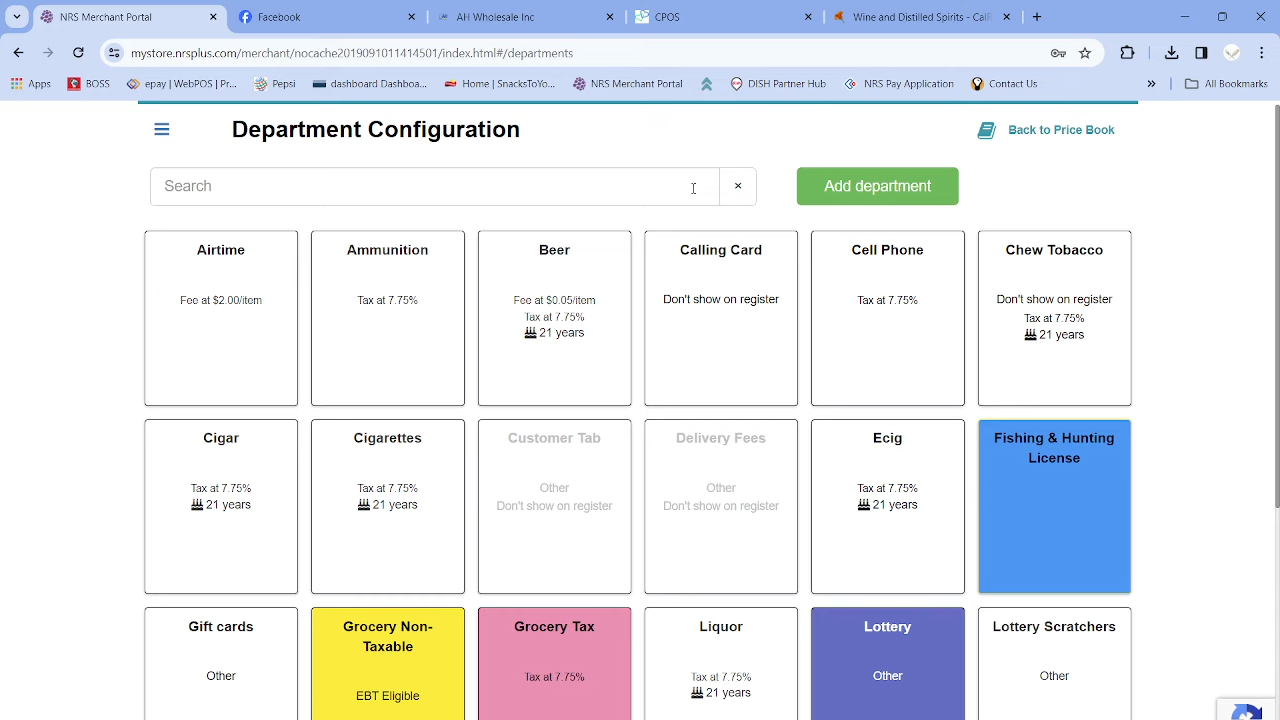 Facebook
AH Wholesale Inc
CPOS
Wine and Distilled Spirits - Cal
mystore.nrsplus.com/merchant/nocache2019091011414501/index.html#/departments
Apps
BOSS
epay | WebPOS | Pr...
Pepsi
dashboard Dashboa...
Home | SnacksToYo...
NRS Merchant Portal
DISH Partner Hub
NRS Pay Application
Contact Us
All Bookmarks
Department Configuration
Back to Price Book
Search
Add department
Airtime
Fee at $2.00/item
Ammunition
Tax at 7.75%
Beer
Fee at $0.05/item
Tax at 7.75%
21 years
Calling Card
Don't show on register
Cell Phone
Tax at 7.75%
Chew Tobacco
Don't show on register
Tax at 7.75%
21 years
Cigar
Tax at 7.75%
21 years
Cigarettes
Tax at 7.75%
21 years
Customer Tab
Other
Don't show on register
Delivery Fees
Other
Don't show on register
Ecig
Tax at 7.75%
21 years
Fishing & Hunting
License
Gift cards
Other
Grocery Non-
Taxable
EBT Eligible
Grocery Tax
Tax at 7.75%
Liquor
Tax at 7.75%
21 years
Lottery
Other
Lottery Scratchers
Other